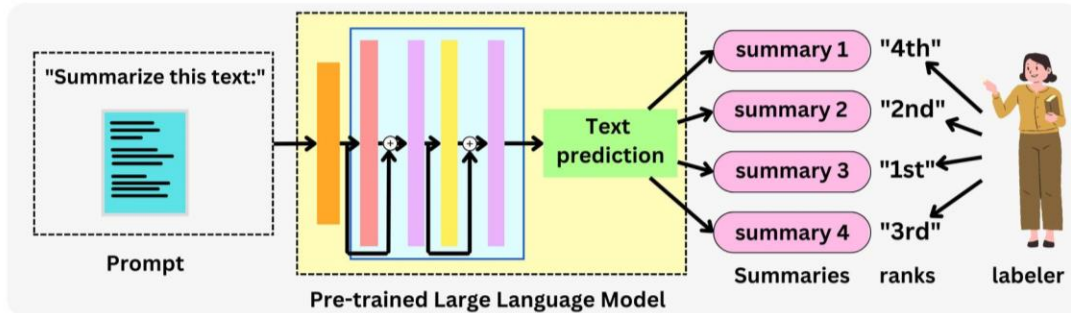 "Summarize this text:"
Prompt
+
+
Pre-trained Large Language Model
Text
prediction
summary 1
"4th"
summary 2
"2nd"
summary 3
"1st"
summary 4
"3rd"
Summaries
ranks
labeler